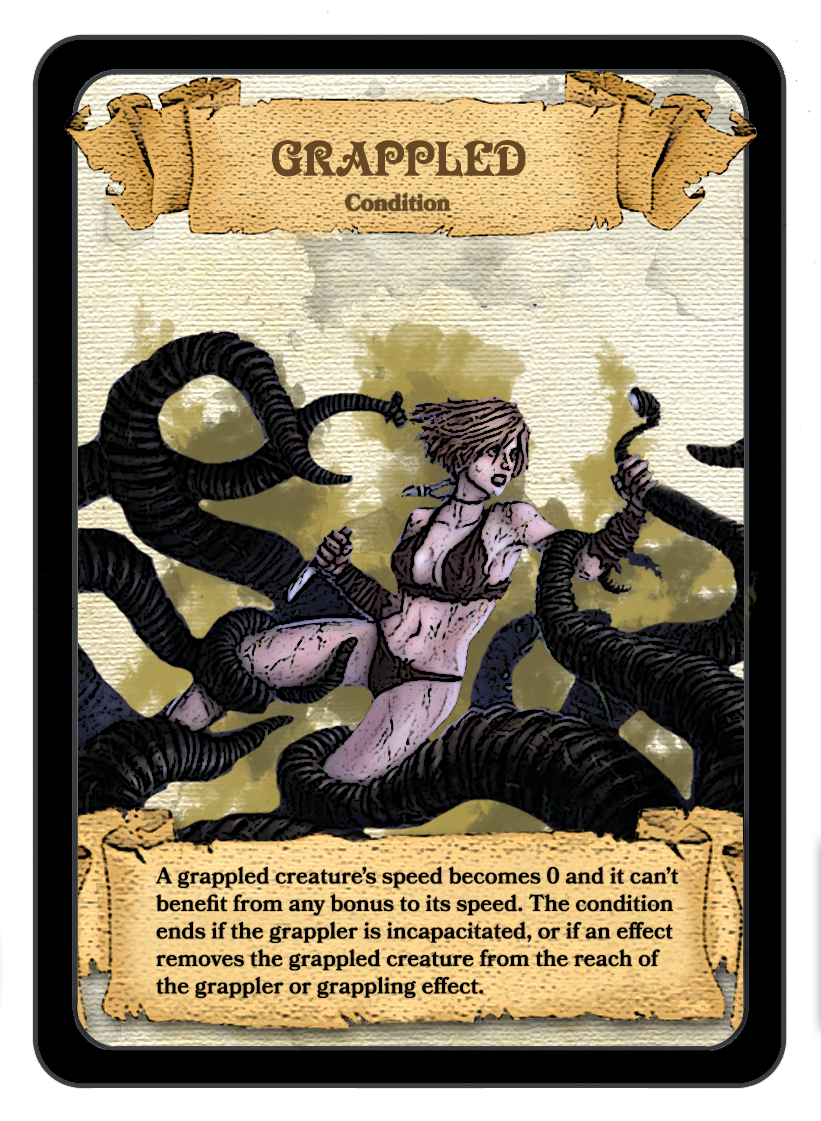 GRAPPLED
Condition
A grappled creature’s speed becomes 0 and it can’t
benefit from any bonus to its speed. The condition
ends if the grappler is incapacitated, or if an effect
removes the grappled creature from the reach of
the grappler or grappling effect.